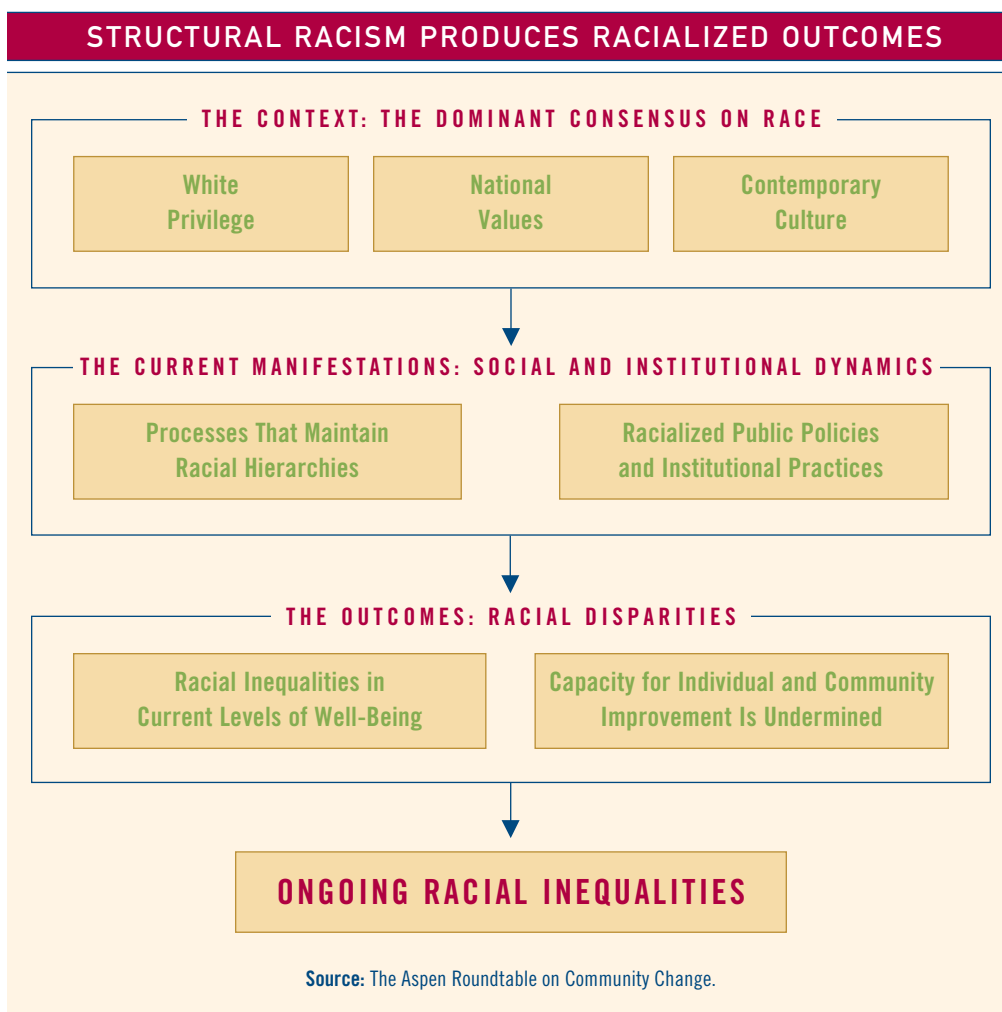 STRUCTURAL RACISM PRODUCES RACIALIZED OUTCOMES
THE CONTEXT: THE DOMINANT CONSENSUS ON RACE
White
Privilege
National
Values
Contemporary
Culture
THE CURRENT MANIFESTATIONS: SOCIAL AND INSTITUTIONAL DYNAMICS
Processes That Maintain
Racial Hierarchies
Racialized Public Policies
and Institutional Practices
THE OUTCOMES: RACIAL DISPARITIES
Racial Inequalities in
Current Levels of Well-Being
Capacity for Individual and Community
Improvement Is Undermined
ONGOING RACIAL INEQUALITIES
Source: The Aspen Roundtable on Community Change.